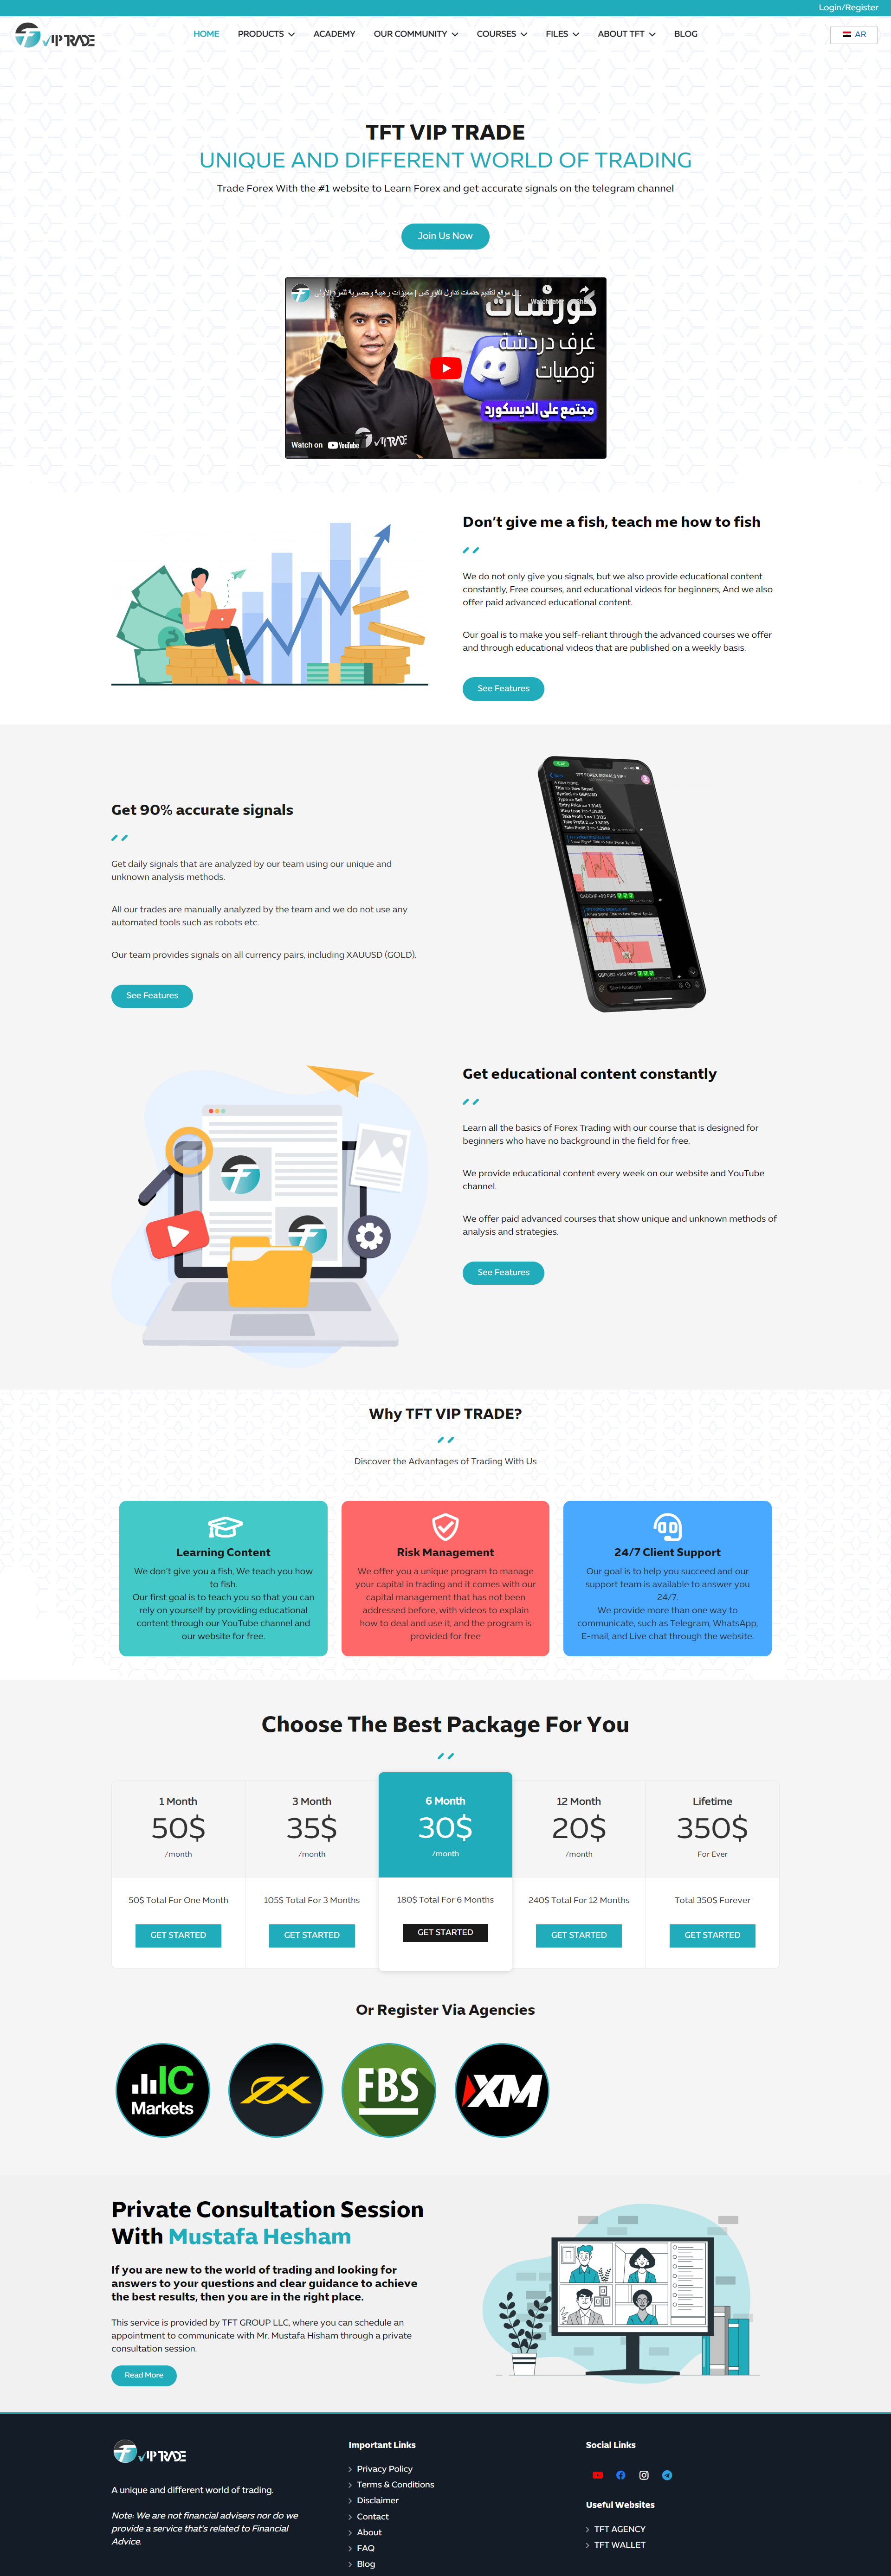 Login/Register
VIP TRADE
HOME
PRODUCTS
ACADEMY
OUR COMMUNITY
COURSES
FILES
ABOUT TFT
BLOG
AR
TFT VIP TRADE
UNIQUE AND DIFFERENT WORLD OF TRADING
Trade Forex With the #1 website to Learn Forex and get accurate signals on the telegram channel
Join Us Now
كورسات
غرف دردشة
توصيات
مجتمع على الديسكورد
Watch on YouTube
VIP TRADE
Don't give me a fish, teach me how to fish
We do not only give you signals, but we also provide educational content
constantly, Free courses, and educational videos for beginners, And we also
offer paid advanced educational content.
Our goal is to make you self-reliant through the advanced courses we offer
and through educational videos that are published on a weekly basis.
See Features
Get 90% accurate signals
Get daily signals that are analyzed by our team using our unique and
unknown analysis methods.
All our trades are manually analyzed by the team and we do not use any
automated tools such as robots etc.
Our team provides signals on all currency pairs, including XAUUSD (GOLD).
See Features
TFT FOREX SIGNALS VIP
Get educational content constantly
Learn all the basics of Forex Trading with our course that is designed for
beginners who have no background in the field for free.
We provide educational content every week on our website and YouTube
channel.
We offer paid advanced courses that show unique and unknown methods of
analysis and strategies.
See Features
Why TFT VIP TRADE?
Discover the Advantages of Trading With Us
Learning Content
We don't give you a fish, We teach you how
to fish.
Our first goal is to teach you so that you can
rely on yourself by providing educational
content through our YouTube channel and
our website for free.
Risk Management
We offer you a unique program to manage
your capital in trading and it comes with our
capital management that has not been
addressed before, with videos to explain
how to deal and use it, and the program is
provided for free
24/7 Client Support
Our goal is to help you succeed and our
support team is available to answer you
24/7.
We provide more than one way to
communicate, such as Telegram, WhatsApp,
E-mail, and Live chat through the website.
Choose The Best Package For You
1 Month
50$
/month
50$ Total For One Month
GET STARTED
3 Month
35$
/month
105$ Total For 3 Months
GET STARTED
6 Month
30$
/month
180$ Total For 6 Months
GET STARTED
12 Month
20$
/month
240$ Total For 12 Months
GET STARTED
Lifetime
350$
For Ever
Total 350$ Forever
GET STARTED
Or Register Via Agencies
IC
Markets
FBS
XM
Private Consultation Session
With Mustafa Hesham
If you are new to the world of trading and looking for
answers to your questions and clear guidance to achieve
the best results, then you are in the right place.
This service is provided by TFT GROUP LLC, where you can schedule an
appointment to communicate with Mr. Mustafa Hisham through a private
consultation session.
Read More
VIP TRADE
A unique and different world of trading.
Note: We are not financial advisers nor do we
provide a service that's related to Financial
Advice.
Important Links
Privacy Policy
Terms & Conditions
Disclaimer
Contact
About
FAQ
Blog
Social Links
Useful Websites
TFT AGENCY
TFT WALLET